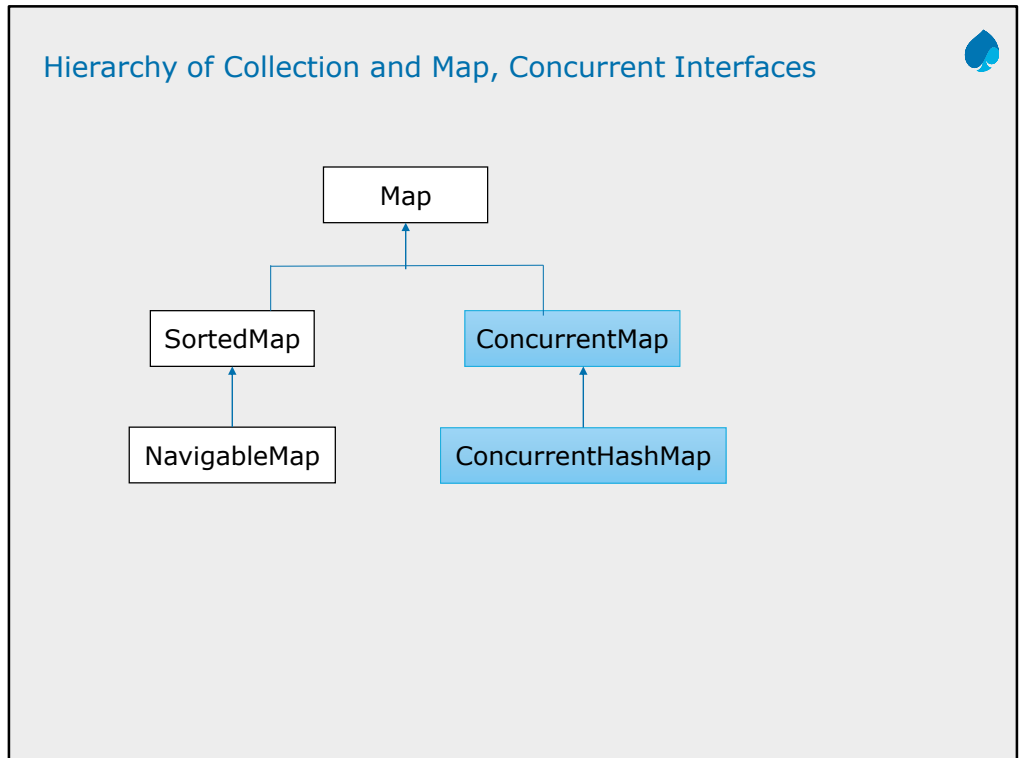 Hierarchy of Collection and Map, Concurrent Interfaces
Map
SortedMap
ConcurrentMap
NavigableMap
ConcurrentHashMap